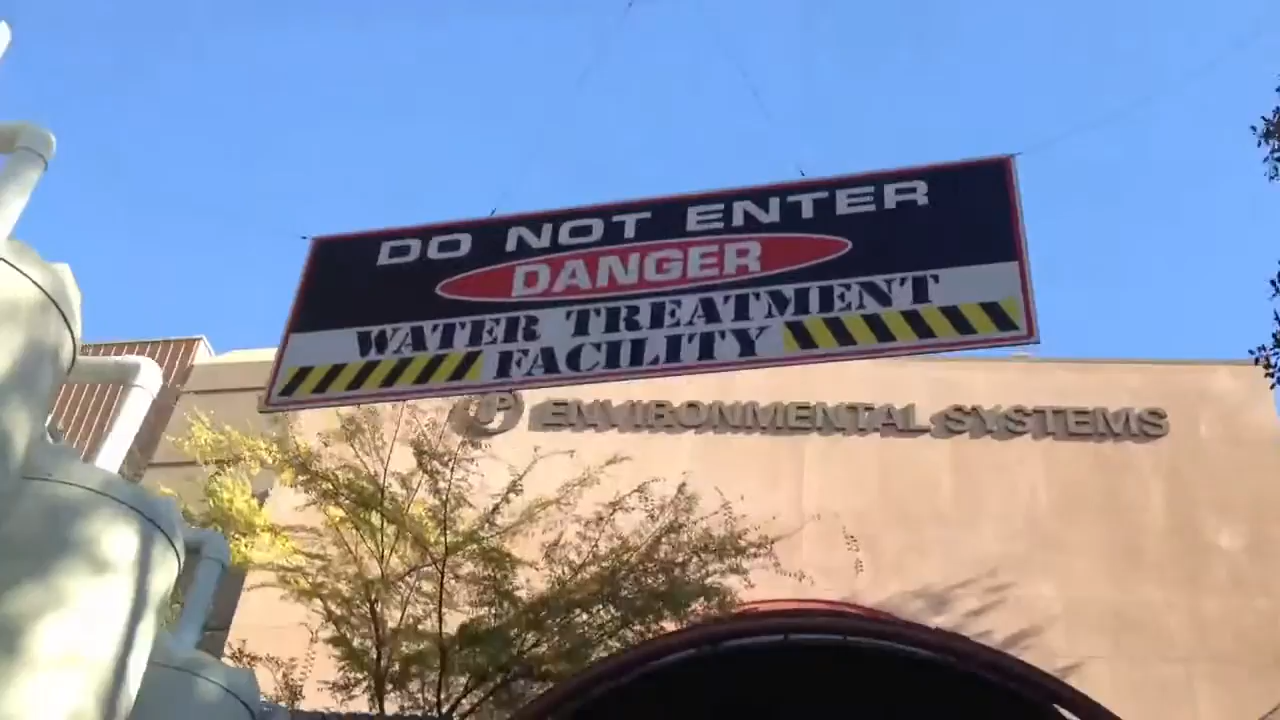 DO NOT ENTER
DANGER
WATER TREATMENT
FACILITY
ENVIRONMENTAL SYSTEMS